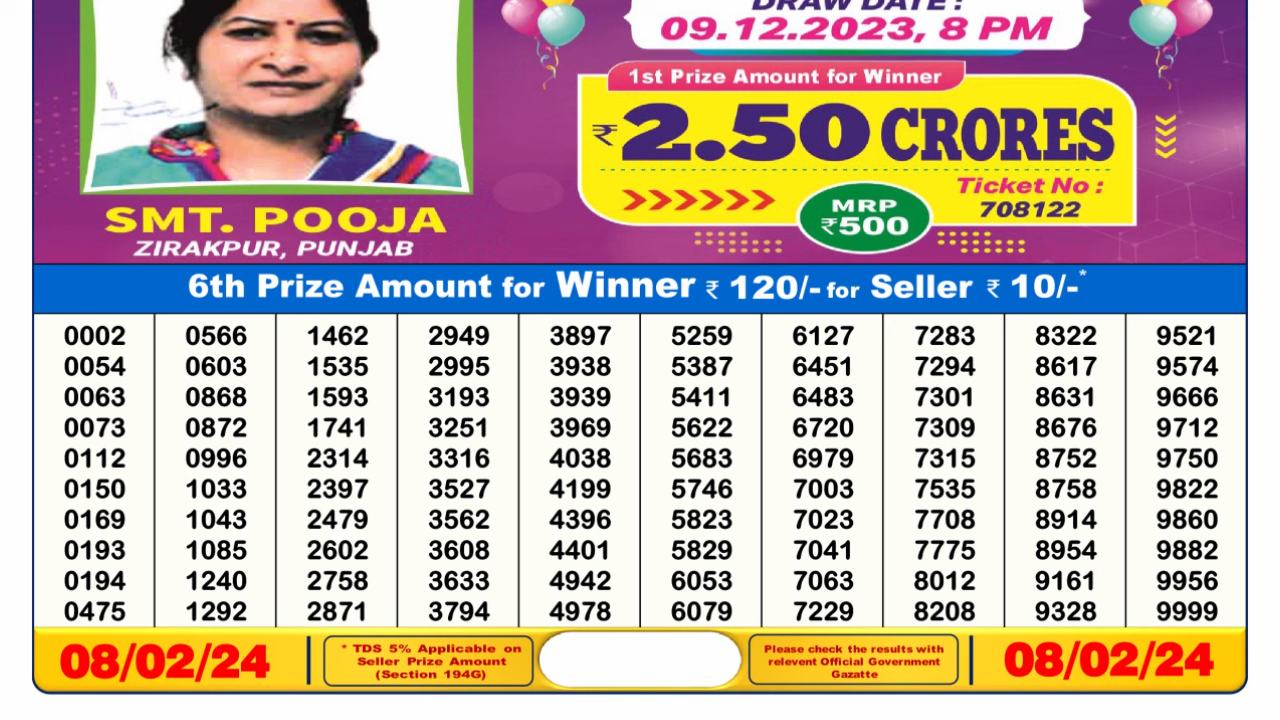 DRAW DATE :
09.12.2023, 8 PM
1st Prize Amount for Winner
₹2.50 CRORES
Ticket No :
708122
MRP
₹500
SMT. POOJA
ZIRAKPUR, PUNJAB
6th Prize Amount for Winner ₹ 120/- for Seller ₹ 10/-*
0002 0566 1462 2949 3897 5259 6127 7283 8322 9521
0054 0603 1535 2995 3938 5387 6451 7294 8617 9574
0063 0868 1593 3193 3939 5411 6483 7301 8631 9666
0073 0872 1741 3251 3969 5622 6720 7309 8676 9712
0112 0996 2314 3316 4038 5683 6979 7315 8752 9750
0150 1033 2397 3527 4199 5746 7003 7535 8758 9822
0169 1043 2479 3562 4396 5823 7023 7708 8914 9860
0193 1085 2602 3608 4401 5829 7041 7775 8954 9882
0194 1240 2758 3633 4942 6053 7063 8012 9161 9956
0475 1292 2871 3794 4978 6079 7229 8208 9328 9999
08/02/24
* TDS 5% Applicable on
Seller Prize Amount
(Section 194G)
Please check the results with
relevent Official Government
Gazatte
08/02/24